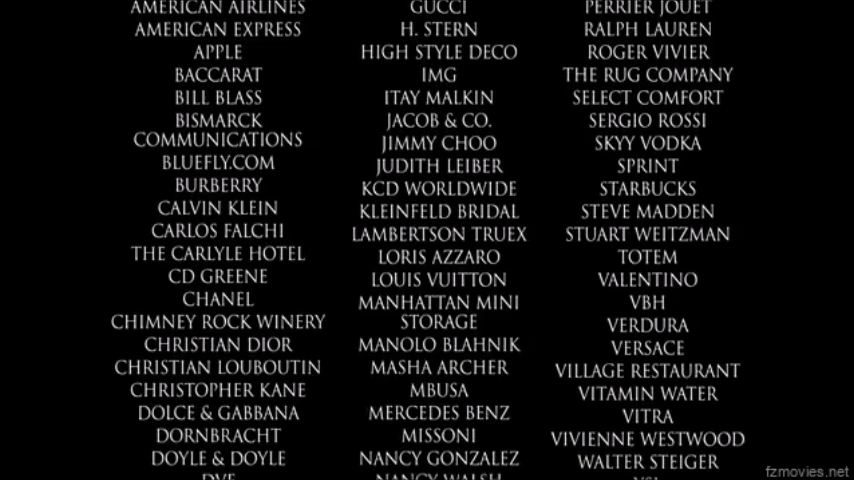 AMERICAN AIRLINES
AMERICAN EXPRESS
APPLE
BACCARAT
BILL BLASS
BISMARCK
COMMUNICATIONS
BLUEFLY.COM
BURBERRY
CALVIN KLEIN
CARLOS FALCHI
THE CARLYLE HOTEL
CD GREENE
CHANEL
CHIMNEY ROCK WINERY
CHRISTIAN DIOR
CHRISTIAN LOUBOUTIN
CHRISTOPHER KANE
DOLCE & GABBANA
DORNBRACHT
DOYLE & DOYLE
DVF
GUCCI
H. STERN
HIGH STYLE DECO
IMG
ITAY MALKIN
JACOB & CO.
JIMMY CHOO
JUDITH LEIBER
KCD WORLDWIDE
KLEINFELD BRIDAL
LAMBERTSON TRUEX
LORIS AZZARO
LOUIS VUITTON
MANHATTAN MINI
STORAGE
MANOLO BLAHNIK
MASHA ARCHER
MBUSA
MERCEDES BENZ
MISSONI
NANCY GONZALEZ
NANCY WALSH
PERRIER JOUET
RALPH LAUREN
ROGER VIVIER
THE RUG COMPANY
SELECT COMFORT
SERGIO ROSSI
SKYY VODKA
SPRINT
STARBUCKS
STEVE MADDEN
STUART WEITZMAN
TOTEM
VALENTINO
VBH
VERDURA
VERSACE
VILLAGE RESTAURANT
VITAMIN WATER
VITRA
VIVIENNE WESTWOOD
WALTER STEIGER
YSL
fzmovies.net